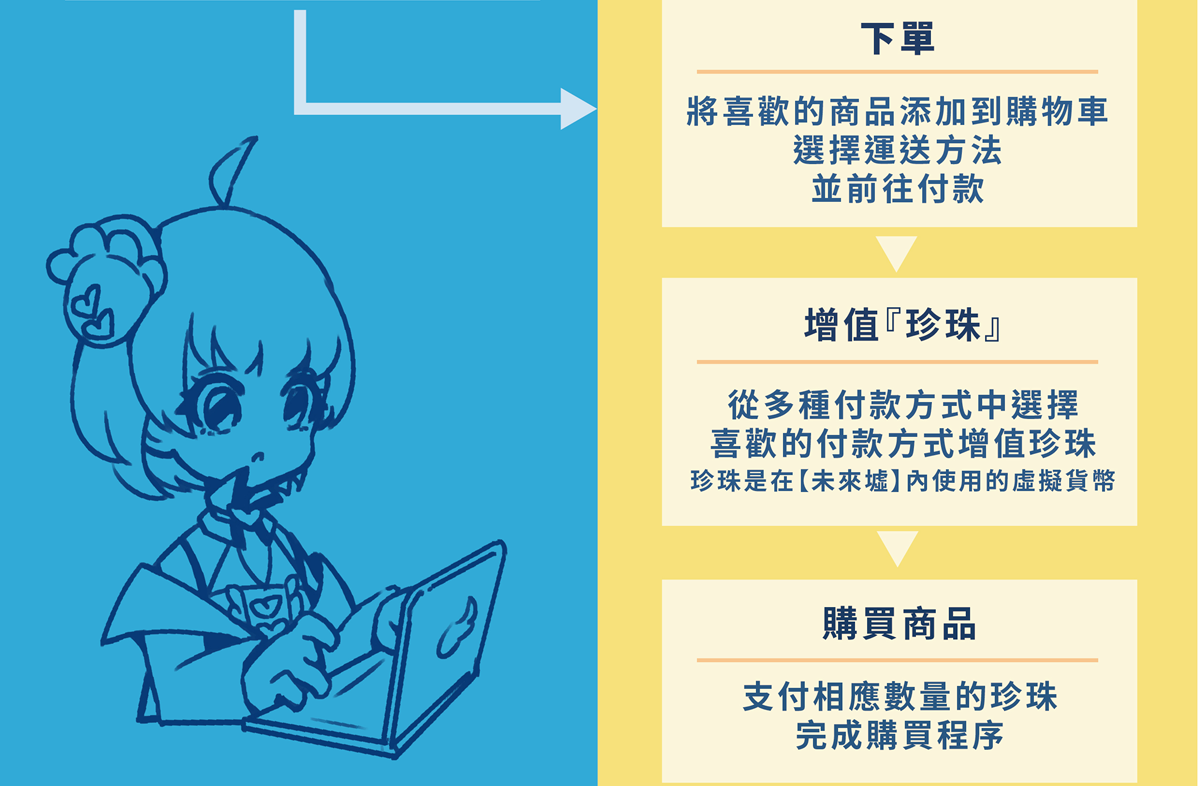 下單
將喜歡的商品添加到購物車
選擇運送方法
並前往付款
增值『珍珠』
從多種付款方式中選擇
喜歡的付款方式增值珍珠
珍珠是在【未來墟】內使用的虛擬貨幣
購買商品
支付相應數量的珍珠
完成購買程序